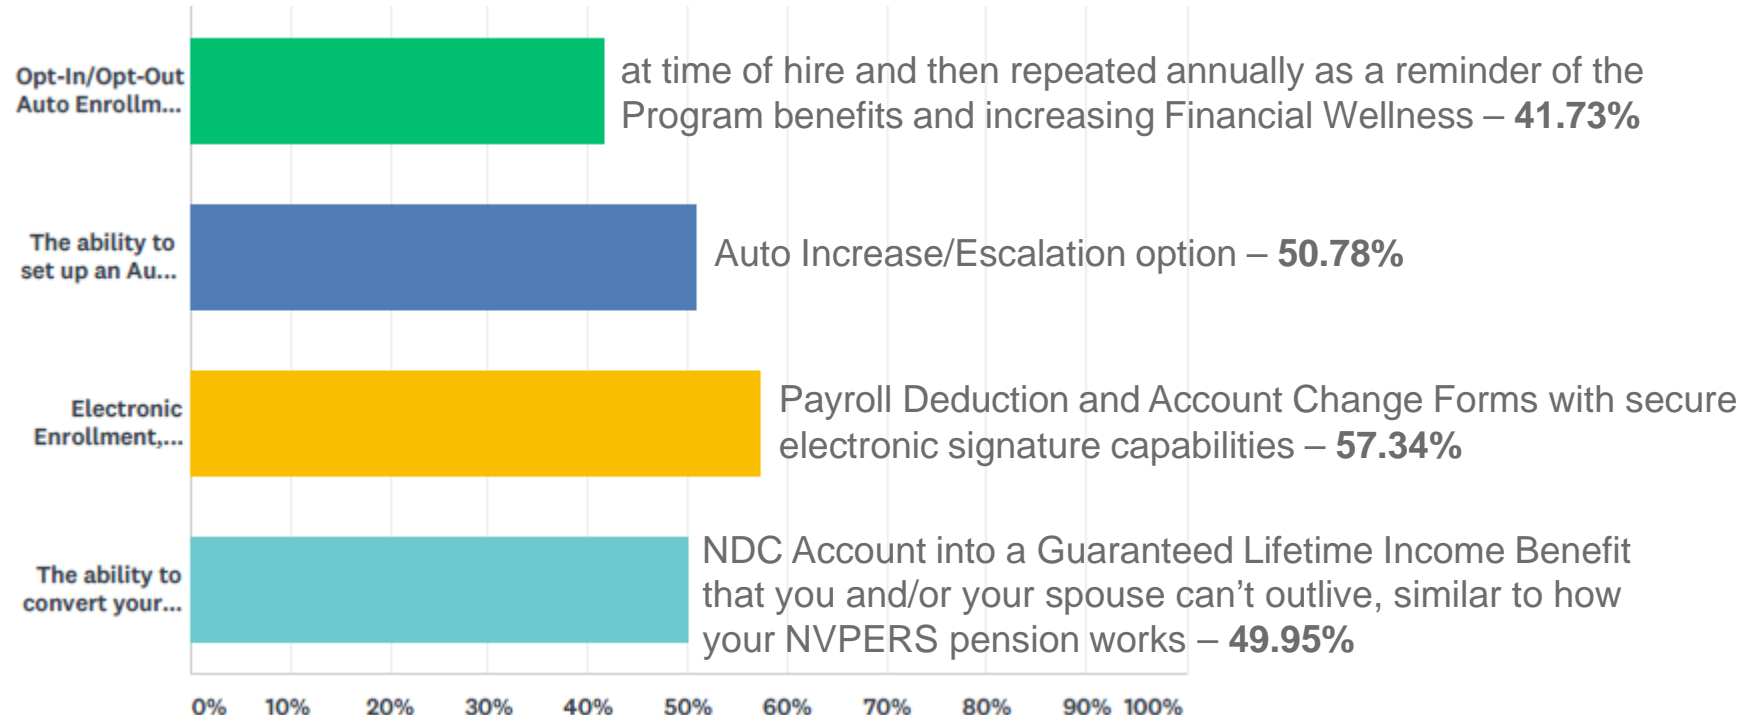 Opt-In/Opt-Out
Auto Enrollm...
at time of hire and then repeated annually as a reminder of the
Program benefits and increasing Financial Wellness – 41.73%
The ability to
set up an Au...
Auto Increase/Escalation option – 50.78%
Electronic
Enrollment,...
Payroll Deduction and Account Change Forms with secure
electronic signature capabilities – 57.34%
The ability to
convert your...
NDC Account into a Guaranteed Lifetime Income Benefit
that you and/or your spouse can’t outlive, similar to how
your NVPERS pension works – 49.95%
0% 10% 20% 30% 40% 50% 60% 70% 80% 90% 100%